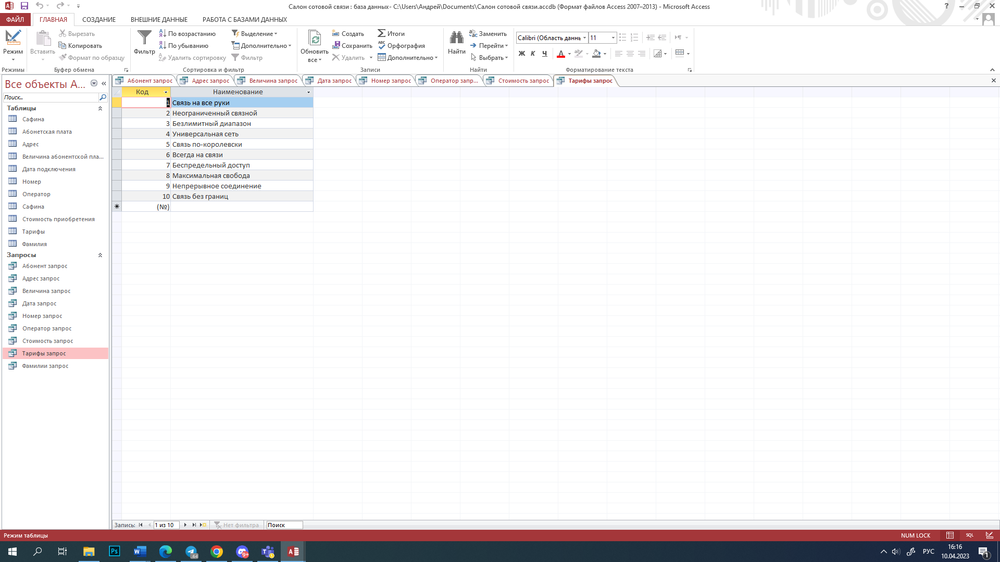 Салон сотовой связи : база данных- C:\Users\Андрей\Documents\Салон сотовой связи.accdb (Формат файлов Access 2007–2013) - Microsoft Access
ФАЙЛ ГЛАВНАЯ СОЗДАНИЕ ВНЕШНИЕ ДАННЫЕ РАБОТА С БАЗАМИ ДАННЫХ
Режим
Режимы
Вставить
Вырезать
Копировать
Формат по образцу
Буфер обмена
Фильтр
По возрастанию
По убыванию
Удалить сортировку
Выделение
Дополнительно
Фильтр
Сортировка и фильтр
Обновить все
Создать
Сохранить
Удалить
Итоги
Орфография
Дополнительно
Записи
Найти
Заменить
Перейти
Выбрать
Найти
Calibri (Область даннь 11
Ж К Ч
Форматирование текста
Все объекты A...
Поиск...
Таблицы
Сафина
Абонетская плата
Адрес
Величина абонентской пла...
Дата подключения
Номер
Оператор
Сафина
Стоимость приобретения
Тарифы
Фамилия
Запросы
Абонент запрос
Адрес запрос
Величина запрос
Дата запрос
Номер запрос
Оператор запрос
Стоимость запрос
Тарифы запрос
Фамилии запрос
Абонент запрос Адрес запрос Величина запрос Дата запрос Номер запрос Оператор запр... Стоимость запрос Тарифы запрос
Код Наименование
1 Связь на все руки
2 Неограниченный связной
3 Безлимитный диапазон
4 Универсальная сеть
5 Связь по-королевски
6 Всегда на связи
7 Беспредельный доступ
8 Максимальная свобода
9 Непрерывное соединение
10 Связь без границ
(№)
Запись: 1 из 10 Нет фильтра Поиск
Режим таблицы NUM LOCK SQL
Ps .64 9+ РУС 16:16
10.04.2023 1